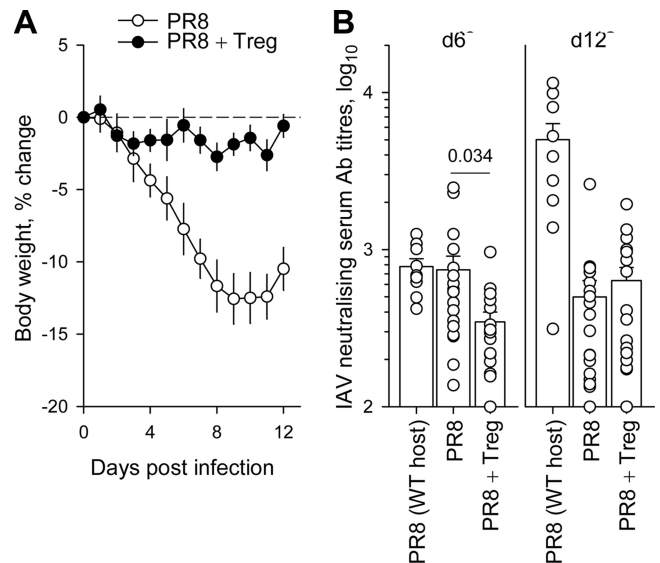 A
PR8
PR8 + Treg
5
0
-5
-10
-15
-20
0
4
8
12
Body weight, % change
Days post infection
B
d6
d12
4
3
2
0.034
IAV neutralising serum Ab titres, log10
PR8 (WT host)
PR8
PR8 + Treg
PR8 (WT host)
PR8
PR8 + Treg